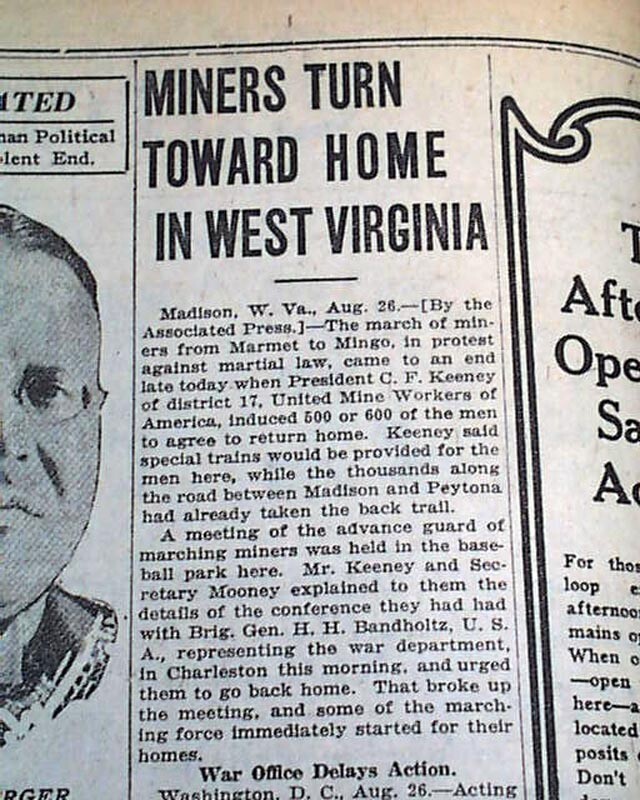 ATED
man Political
lent End.
RGER
MINERS TURN
TOWARD HOME
IN WEST VIRGINIA
Madison, W. Va., Aug. 26.—[By the
Associated Press.]—The march of min-
ers from Marmet to Mingo, in protest
against martial law, came to an end
late today when President C. F. Keeney
of district 17, United Mine Workers of
America, induced 500 or 600 of the men
to agree to return home. Keeney said
special trains would be provided for the
men here, while the thousands along
the road between Madison and Peytona
had already taken the back trail.
A meeting of the advance guard of
marching miners was held in the base-
ball park here. Mr. Keeney and Sec-
retary Mooney explained to them the
details of the conference they had had
with Brig. Gen. H. H. Bandholtz, U. S.
A., representing the war department,
in Charleston this morning, and urged
them to go back home. That broke up
the meeting, and some of the march-
ing force immediately started for their
homes.
War Office Delays Action.
Washington, D. C., Aug. 26.—Acting
T
Afte
Ope
Sa
Ac
For thos
loop e
afternoo
mains op
When o
—open
here—a
located
posits
Don't